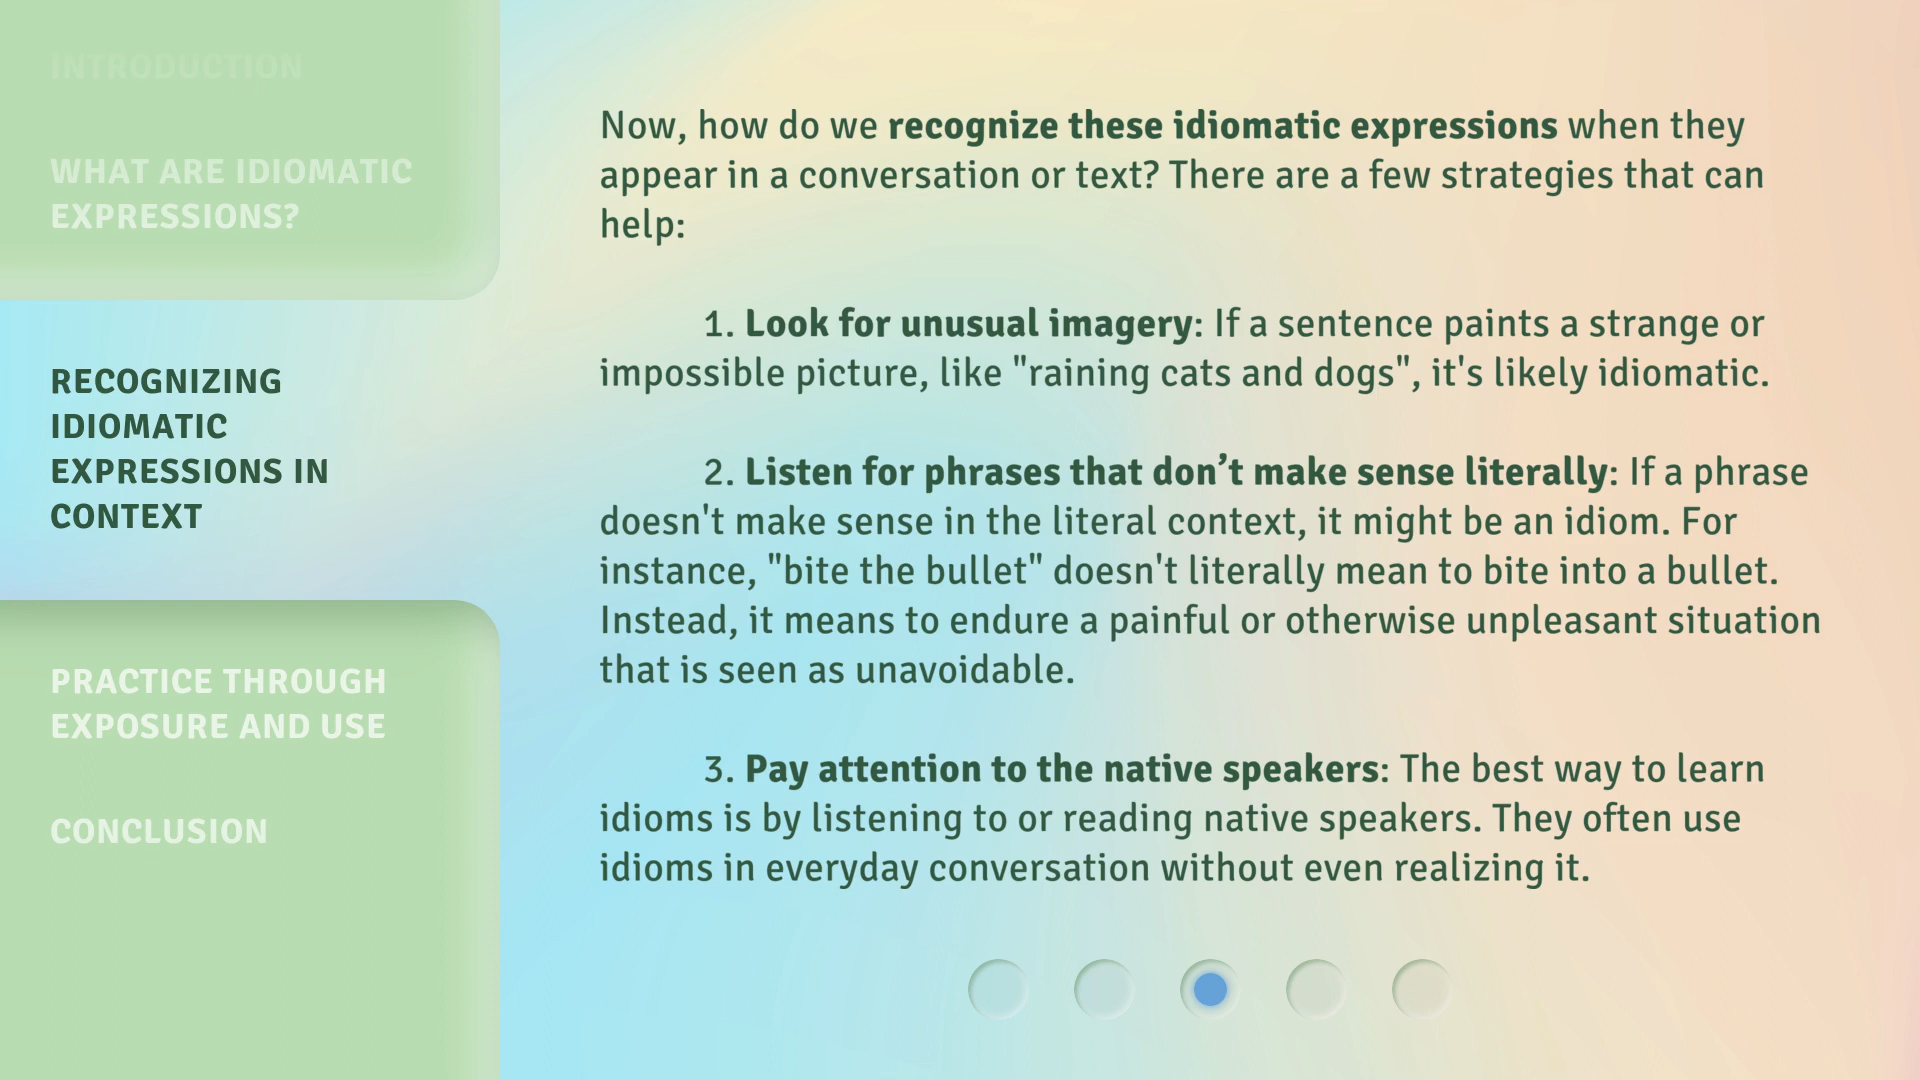 INTRODUCTION
WHAT ARE IDIOMATIC
EXPRESSIONS?
RECOGNIZING
IDIOMATIC
EXPRESSIONS IN
CONTEXT
PRACTICE THROUGH
EXPOSURE AND USE
CONCLUSION
Now, how do we recognize these idiomatic expressions when they
appear in a conversation or text? There are a few strategies that can
help:
1. Look for unusual imagery: If a sentence paints a strange or
impossible picture, like "raining cats and dogs", it's likely idiomatic.
2. Listen for phrases that don’t make sense literally: If a phrase
doesn't make sense in the literal context, it might be an idiom. For
instance, "bite the bullet" doesn't literally mean to bite into a bullet.
Instead, it means to endure a painful or otherwise unpleasant situation
that is seen as unavoidable.
3. Pay attention to the native speakers: The best way to learn
idioms is by listening to or reading native speakers. They often use
idioms in everyday conversation without even realizing it.